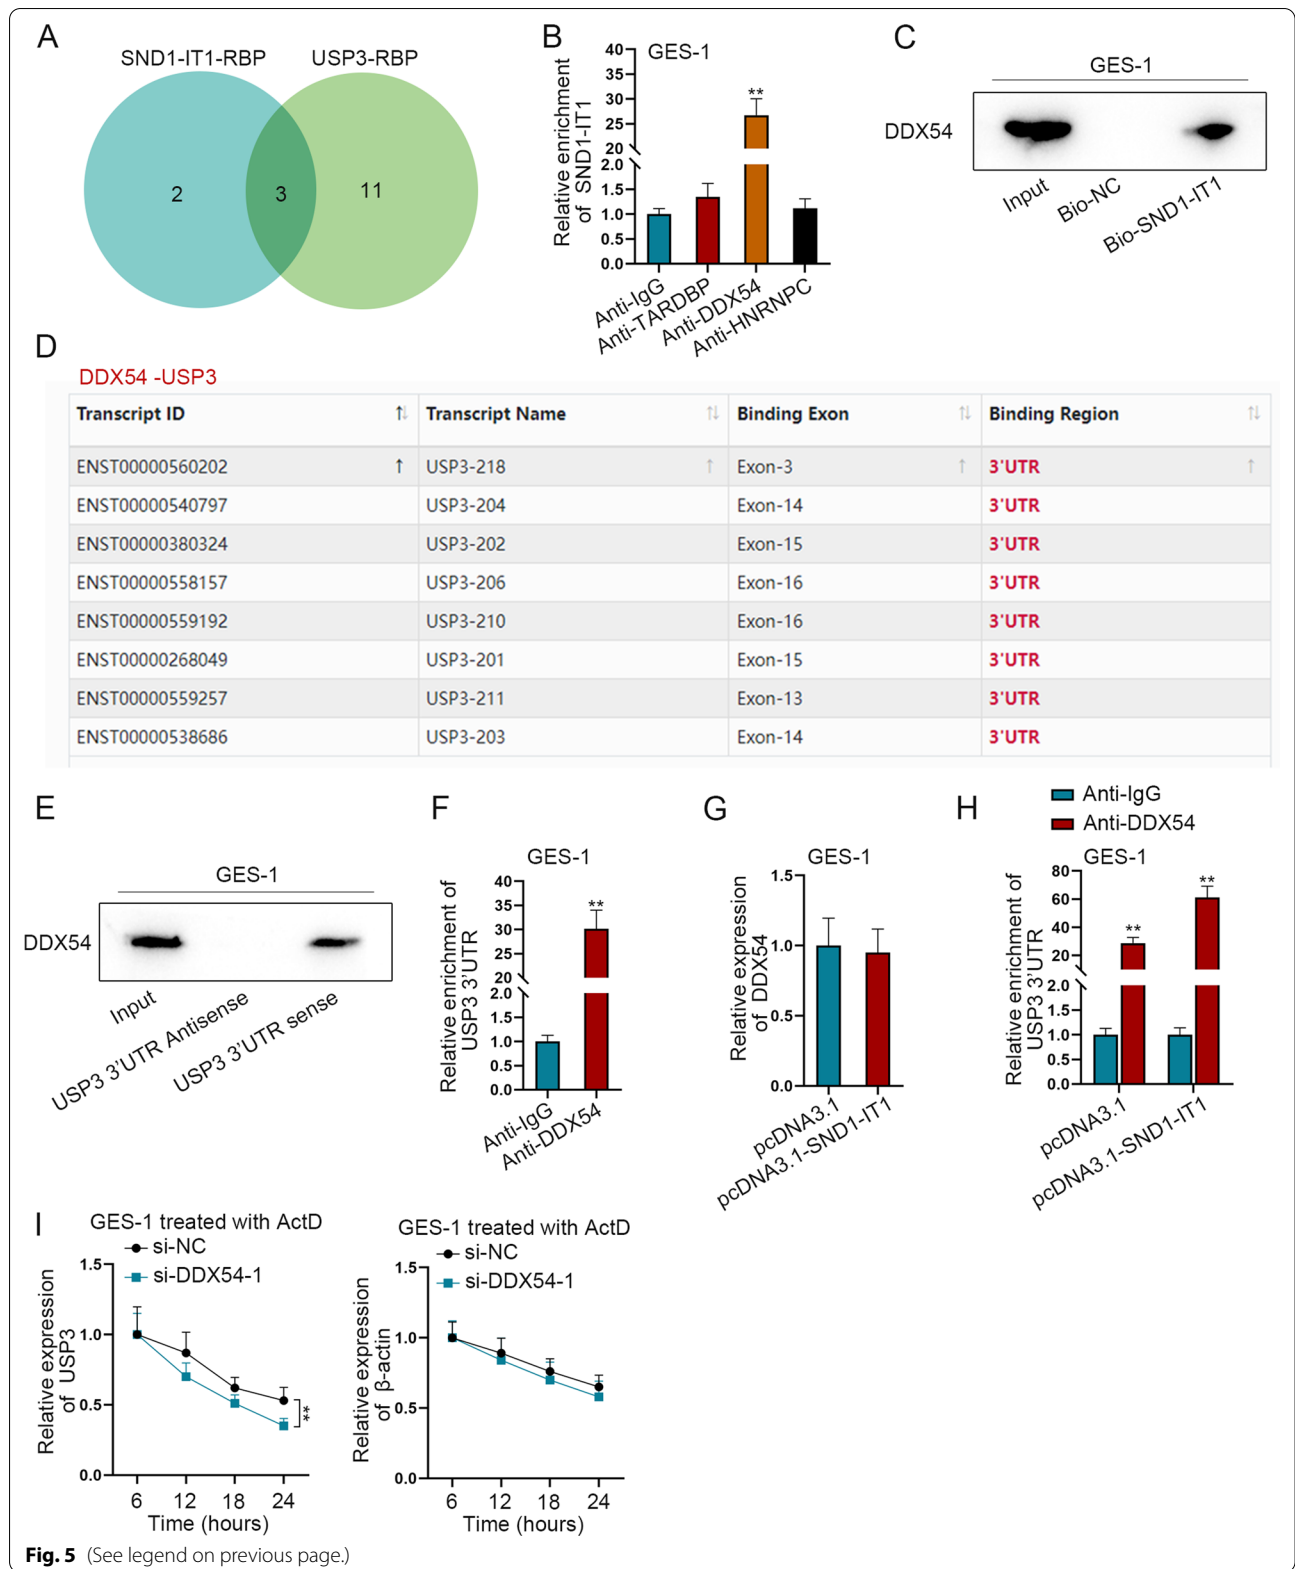 A
SND1-IT1-RBP
USP3-RBP
2
3
11
B
GES-1
Relative enrichment
of SND1-IT1
40
35
30
25
20
2.0
1.5
1.0
0.5
0.0
**
Anti-IgG
Anti-TARDBP
Anti-DDX54
Anti-HNRNPC
C
GES-1
DDX54
Input
Bio-NC
Bio-SND1-IT1
D
DDX54 -USP3
Transcript ID Transcript Name Binding Exon Binding Region
ENST00000560202 USP3-218 Exon-3 3'UTR
ENST00000540797 USP3-204 Exon-14 3'UTR
ENST00000380324 USP3-202 Exon-15 3'UTR
ENST00000558157 USP3-206 Exon-16 3'UTR
ENST00000559192 USP3-210 Exon-16 3'UTR
ENST00000268049 USP3-201 Exon-15 3'UTR
ENST00000559257 USP3-211 Exon-13 3'UTR
ENST00000538686 USP3-203 Exon-14 3'UTR
E
GES-1
DDX54
Input
USP3 3'UTR Antisense
USP3 3'UTR sense
F
GES-1
Relative enrichment of
USP3 3'UTR
40
35
30
25
20
2.0
1.5
1.0
0.5
0.0
**
Anti-IgG
Anti-DDX54
G
GES-1
Relative expression
of DDX54
1.5
1.0
0.5
0.0
pcDNA3.1
pcDNA3.1-SND1-IT1
H
Anti-IgG
Anti-DDX54
GES-1
Relative enrichment of
USP3 3'UTR
80
60
40
20
2.0
1.5
1.0
0.5
0.0
**
**
pcDNA3.1
pcDNA3.1-SND1-IT1
I
GES-1 treated with ActD
si-NC
si-DDX54-1
Relative expression
of USP3
1.5
1.0
0.5
0.0
**
6 12 18 24
Time (hours)
GES-1 treated with ActD
si-NC
si-DDX54-1
Relative expression
of β-actin
1.5
1.0
0.5
0.0
6 12 18 24
Time (hours)
Fig. 5 (See legend on previous page.)